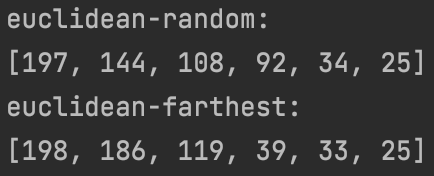 euclidean-random:
[197, 144, 108, 92, 34, 25]
euclidean-farthest:
[198, 186, 119, 39, 33, 25]